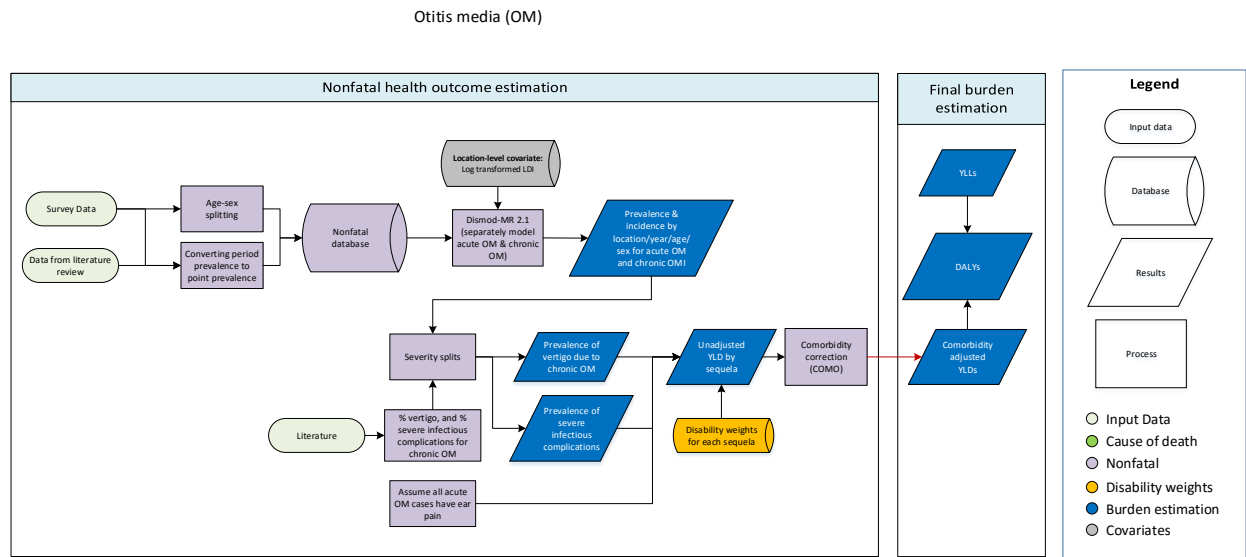 Otitis media (OM)
Nonfatal health outcome estimation
Final burden
estimation
Legend
Input data
Database
Results
Process
Input Data
Cause of death
Nonfatal
Disability weights
Burden estimation
Covariates
Location-level covariate:
Log transformed LDI
Survey Data
Age-sex
splitting
Data from literature
review
Converting period
prevalence to
point prevalence
Nonfatal
database
Dismod-MR 2.1
(separately model
acute OM & chronic
OM)
Prevalence &
incidence by
location/year/age/
sex for acute OM
and chronic OMI
Severity splits
Prevalence of
vertigo due to
chronic OM
Unadjusted
YLD by
sequela
Comorbidity
correction
(COMO)
Literature
% vertigo, and %
severe infectious
complications for
chronic OM
Prevalence of
severe
infectious
complications
Disability weights
for each sequela
Assume all acute
OM cases have ear
pain
YLLs
DALYs
Comorbidity
adjusted YLDs